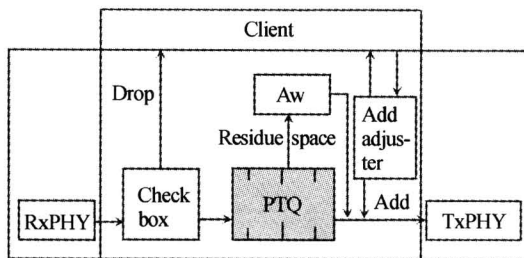 Client
Drop
Aw
Add
adjus-
ter
Residue space
Check
box
PTQ
Add
RxPHY
TxPHY